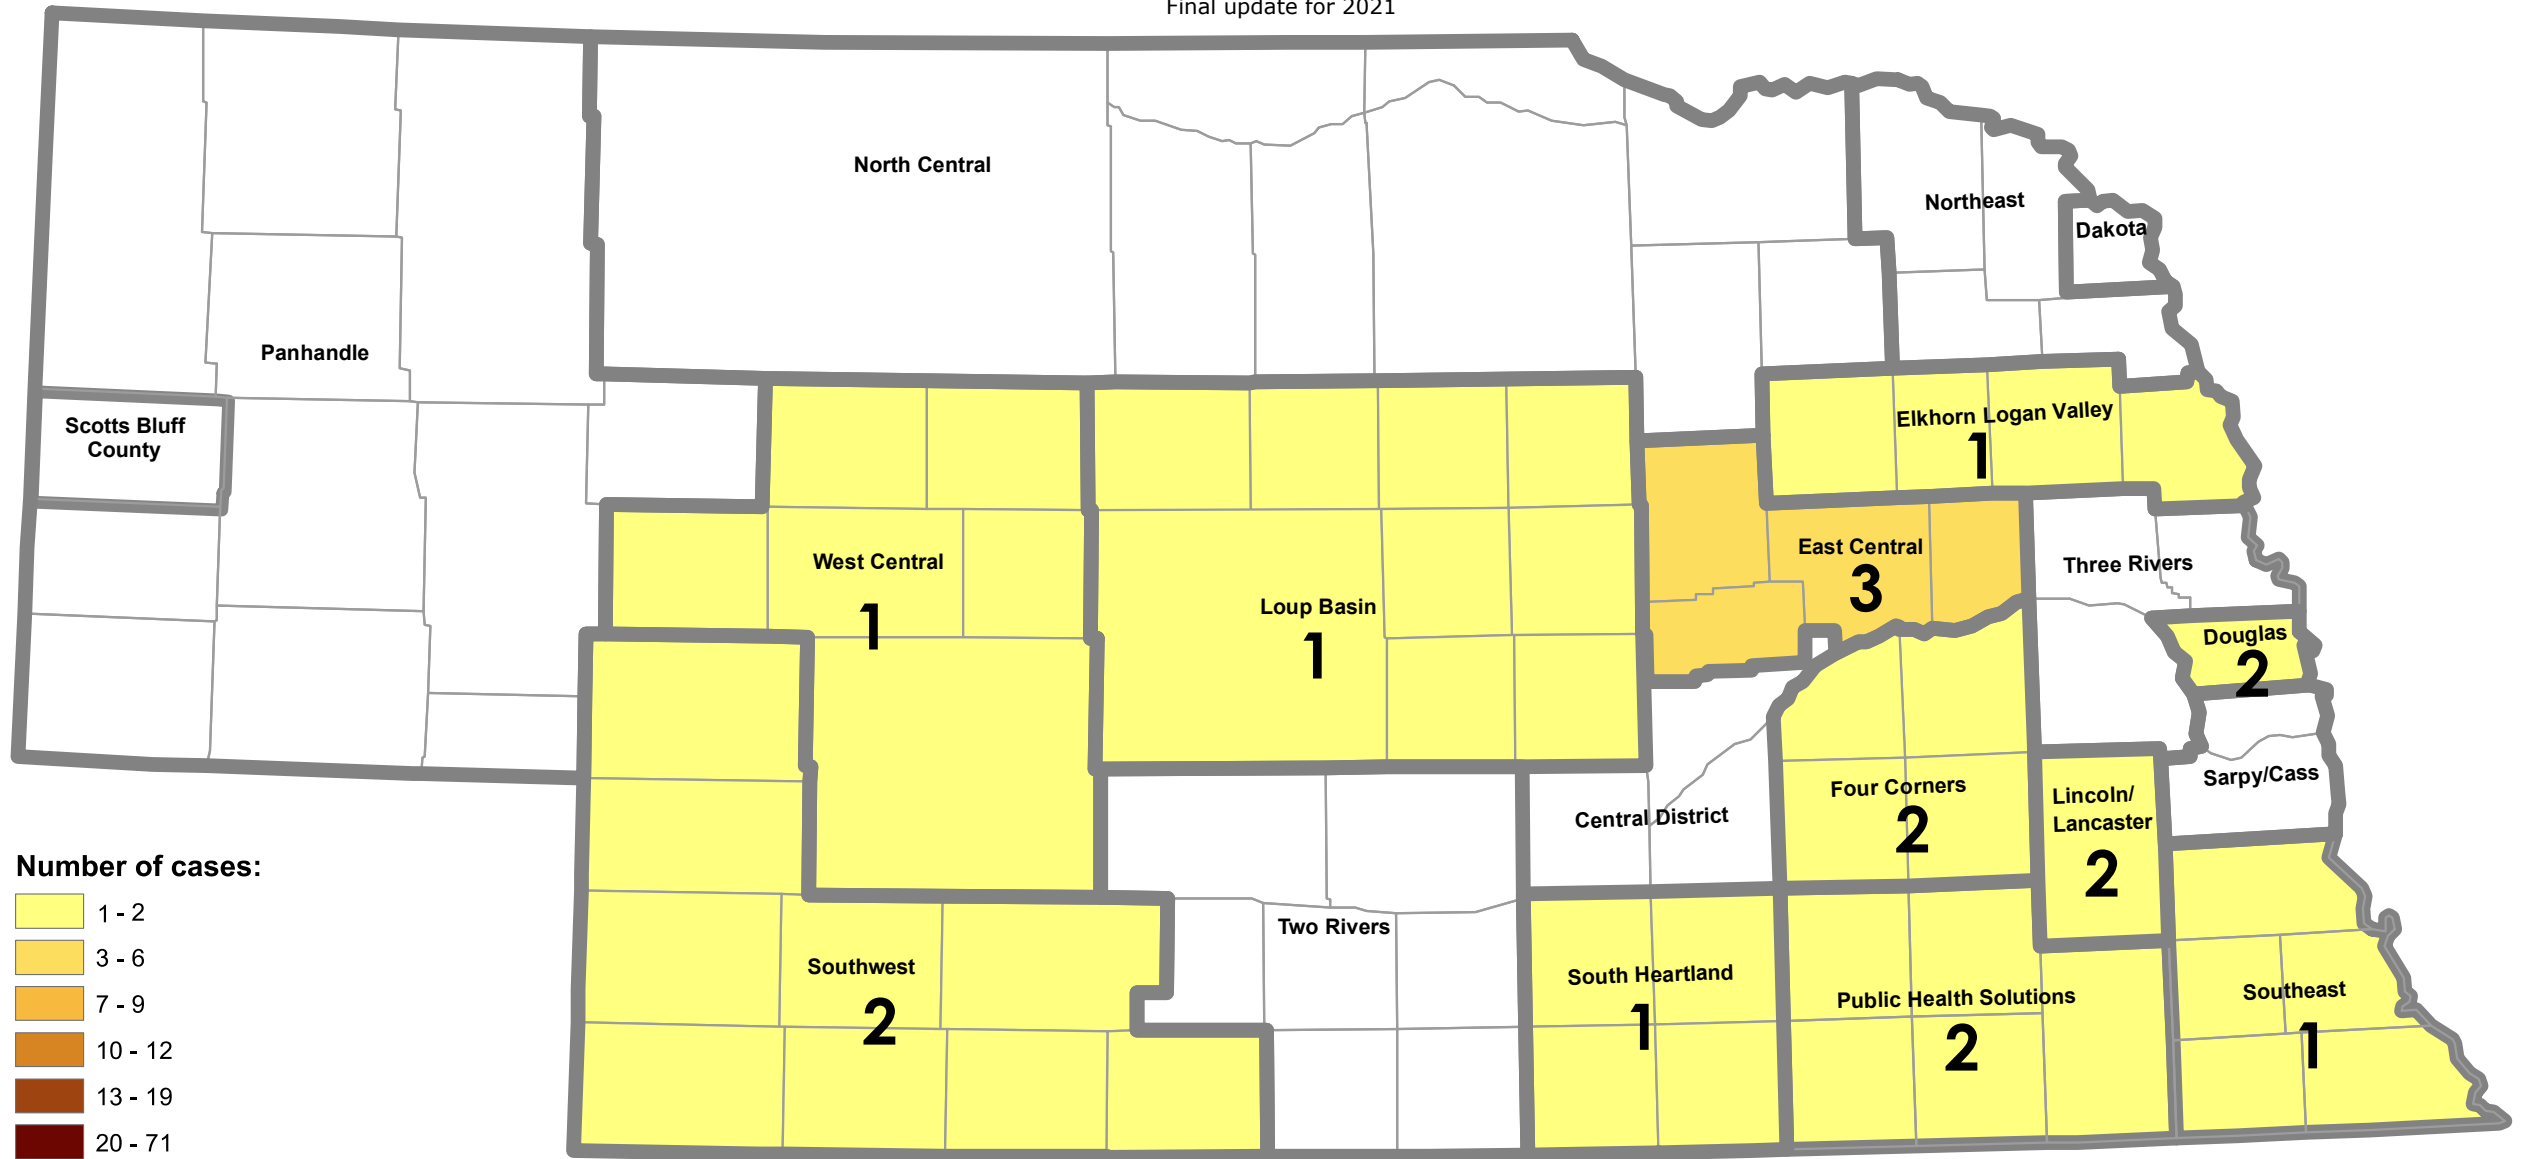 Final update for 2021
North Central
Northeast
Dakota
Panhandle
Scotts Bluff
County
Elkhorn Logan Valley
1
West Central
1
Loup Basin
1
East Central
3
Three Rivers
Douglas
2
Sarpy/Cass
Four Corners
2
Lincoln/
Lancaster
2
Central District
Two Rivers
Southwest
2
South Heartland
1
Public Health Solutions
2
Southeast
1
Number of cases:
1 - 2
3 - 6
7 - 9
10 - 12
13 - 19
20 - 71